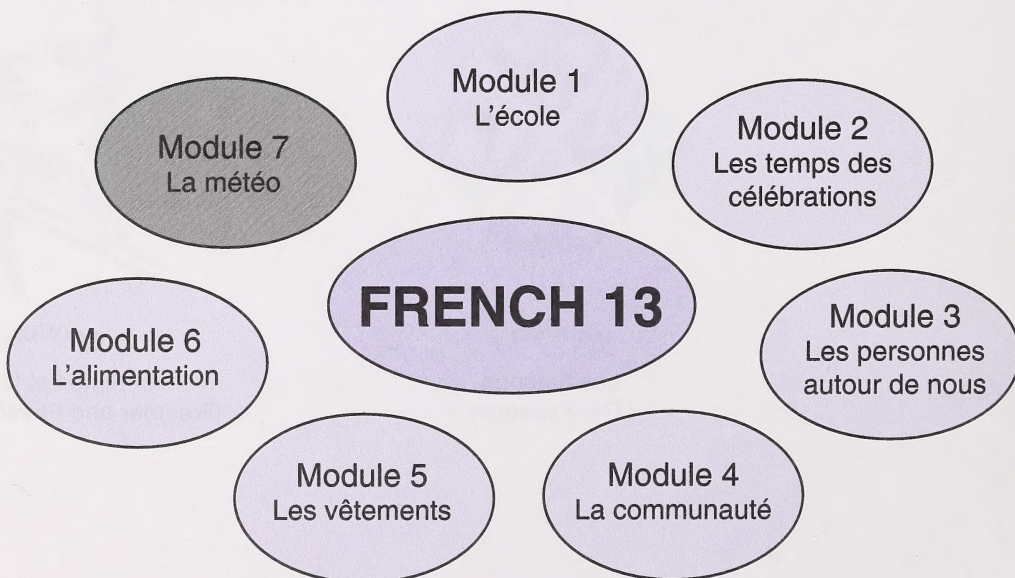 Module 1
L'école
Module 2
Les temps des
célébrations
Module 3
Les personnes
autour de nous
Module 4
La communauté
Module 5
Les vêtements
Module 6
L'alimentation
Module 7
La météo
FRENCH 13